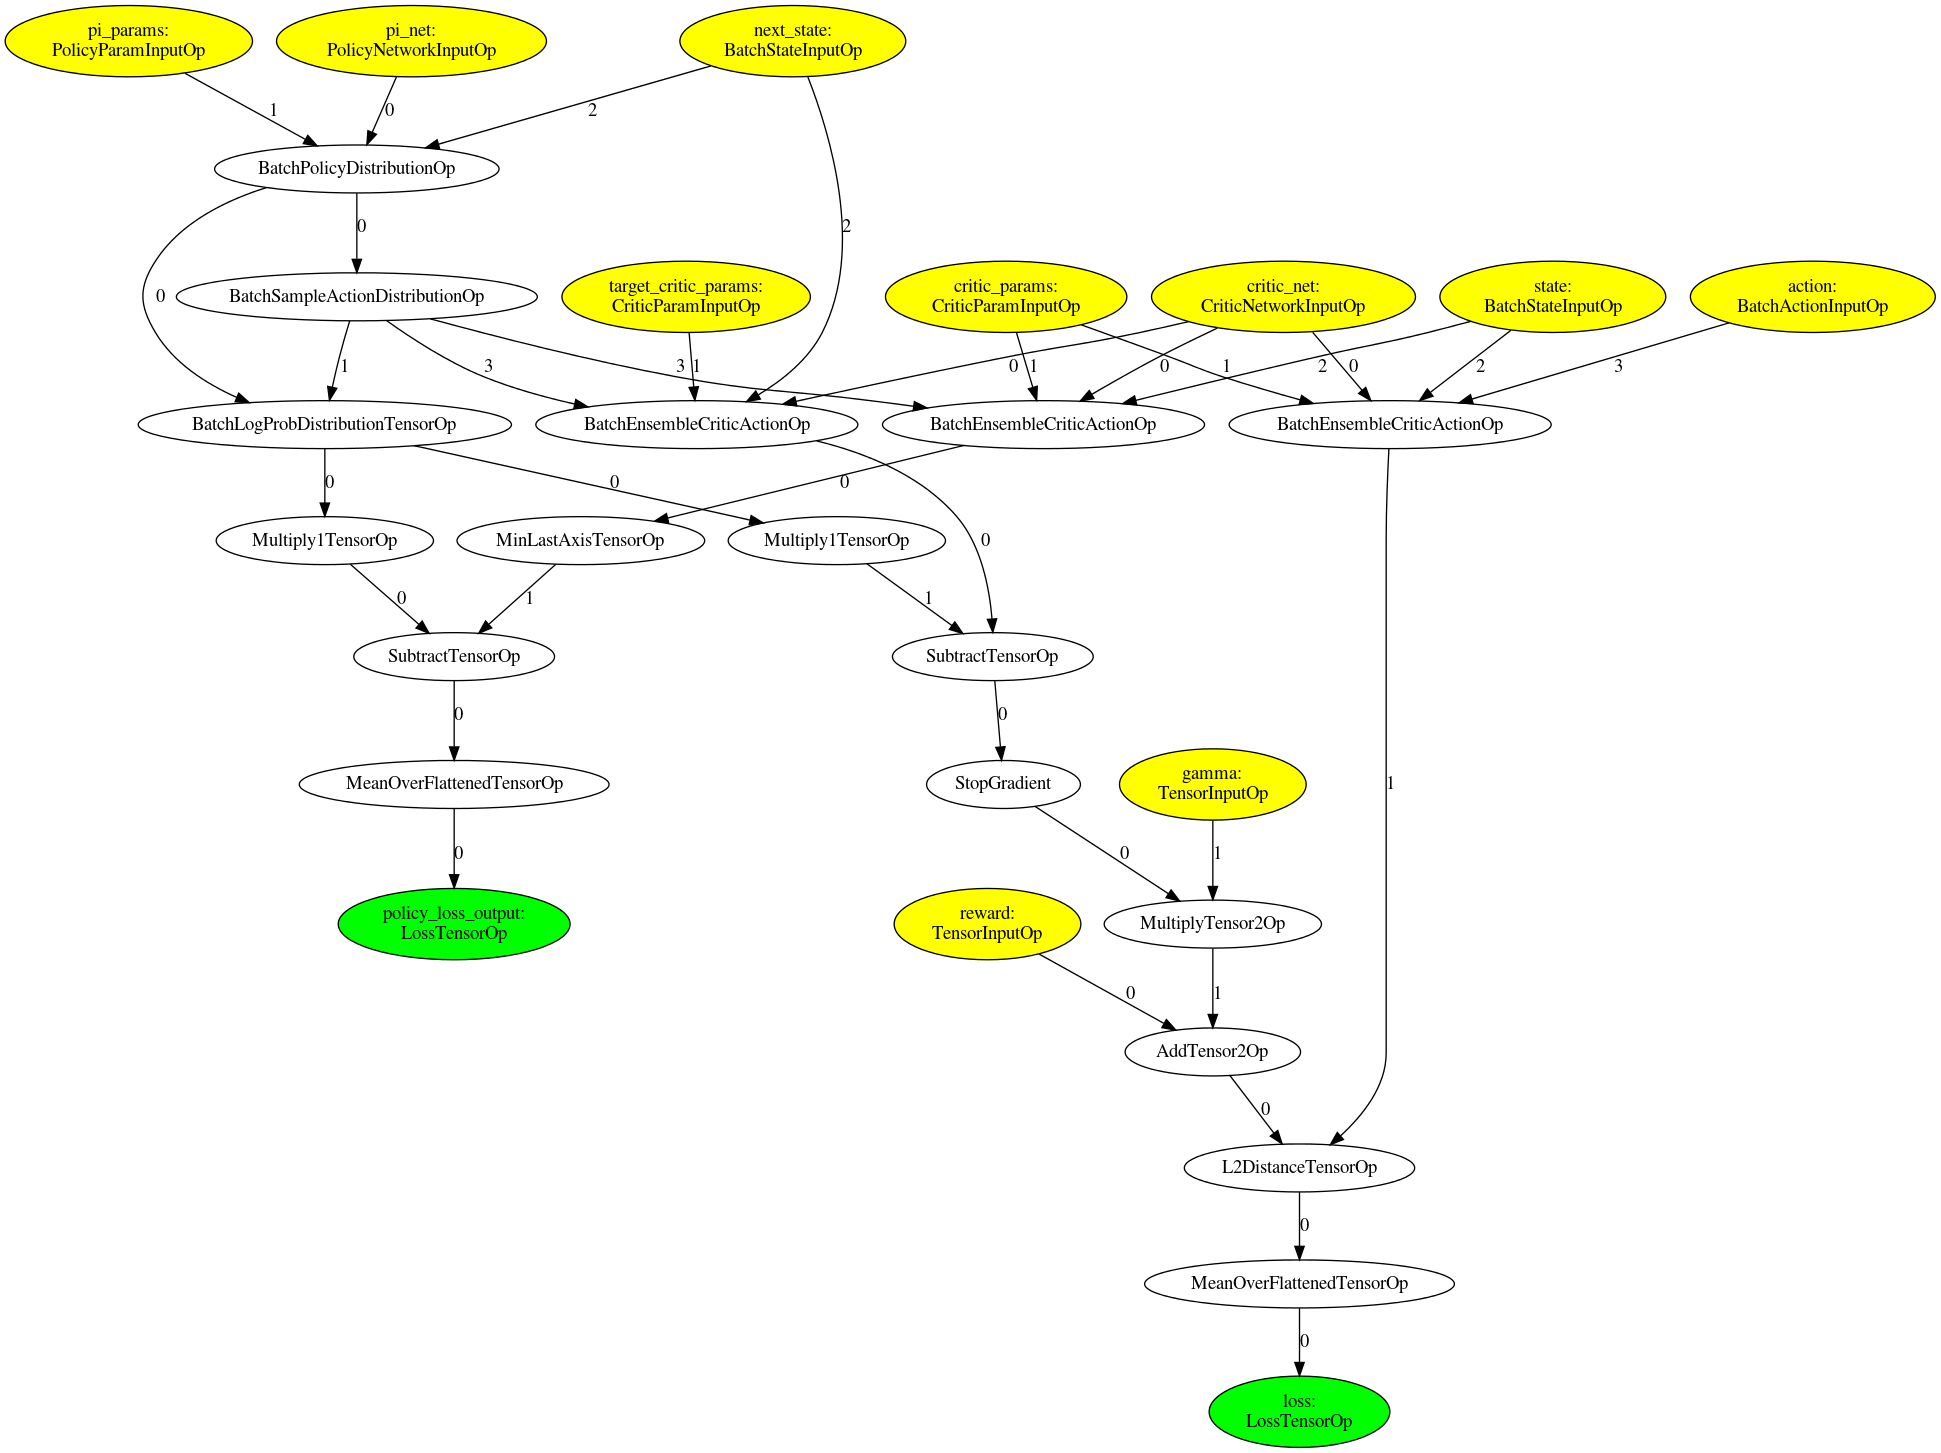 pi_params:
PolicyParamInputOp
pi_net:
PolicyNetworkInputOp
next_state:
BatchStateInputOp
1
0
2
BatchPolicyDistributionOp
0
2
0
BatchSampleActionDistributionOp
target_critic_params:
CriticParamInputOp
critic_params:
CriticParamInputOp
critic_net:
CriticNetworkInputOp
state:
BatchStateInputOp
action:
BatchActionInputOp
1
3
3
1
0
1
0
1
2
0
2
3
BatchLogProbDistributionTensorOp
BatchEnsembleCriticActionOp
BatchEnsembleCriticActionOp
BatchEnsembleCriticActionOp
0
0
0
Multiply1TensorOp
MinLastAxisTensorOp
Multiply1TensorOp
0
0
1
1
SubtractTensorOp
SubtractTensorOp
0
0
MeanOverFlattenedTensorOp
StopGradient
gamma:
TensorInputOp
1
0
0
1
policy_loss_output:
LossTensorOp
reward:
TensorInputOp
MultiplyTensor2Op
0
1
AddTensor2Op
0
L2DistanceTensorOp
0
MeanOverFlattenedTensorOp
0
loss:
LossTensorOp